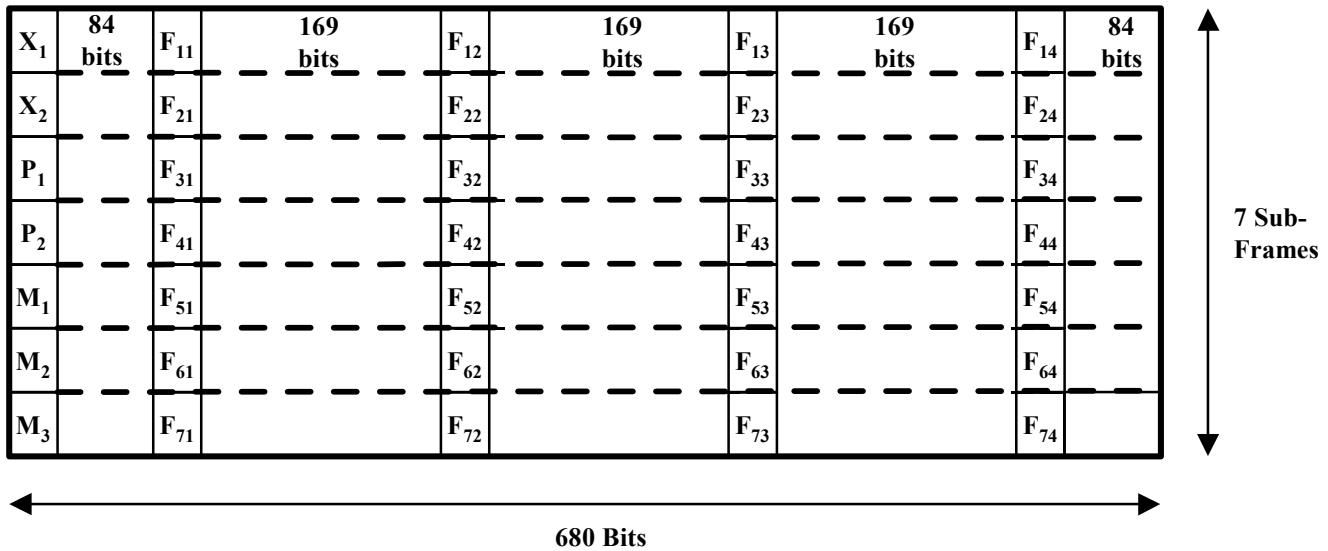 X₁ 84 bits F₁₁ 169 bits F₁₂ 169 bits F₁₃ 169 bits F₁₄ 84 bits
X₂ F₂₁ F₂₂ F₂₃ F₂₄
P₁ F₃₁ F₃₂ F₃₃ F₃₄
P₂ F₄₁ F₄₂ F₄₃ F₄₄
M₁ F₅₁ F₅₂ F₅₃ F₅₄
M₂ F₆₁ F₆₂ F₆₃ F₆₄
M₃ F₇₁ F₇₂ F₇₃ F₇₄
7 Sub-
Frames
680 Bits